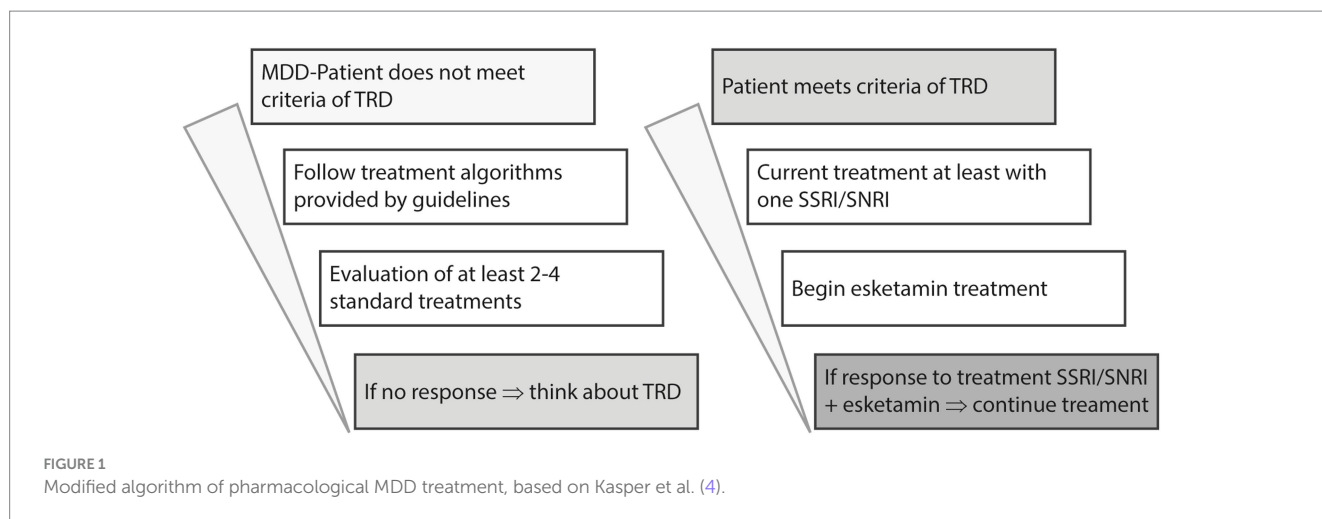 MDD-Patient does not meet
criteria of TRD
Follow treatment algorithms
provided by guidelines
Evaluation of at least 2-4
standard treatments
If no response ⇒ think about TRD
Patient meets criteria of TRD
Current treatment at least with
one SSRI/SNRI
Begin esketamin treatment
If response to treatment SSRI/SNRI
+ esketamin ⇒ continue treament
FIGURE 1
Modified algorithm of pharmacological MDD treatment, based on Kasper et al. (4).